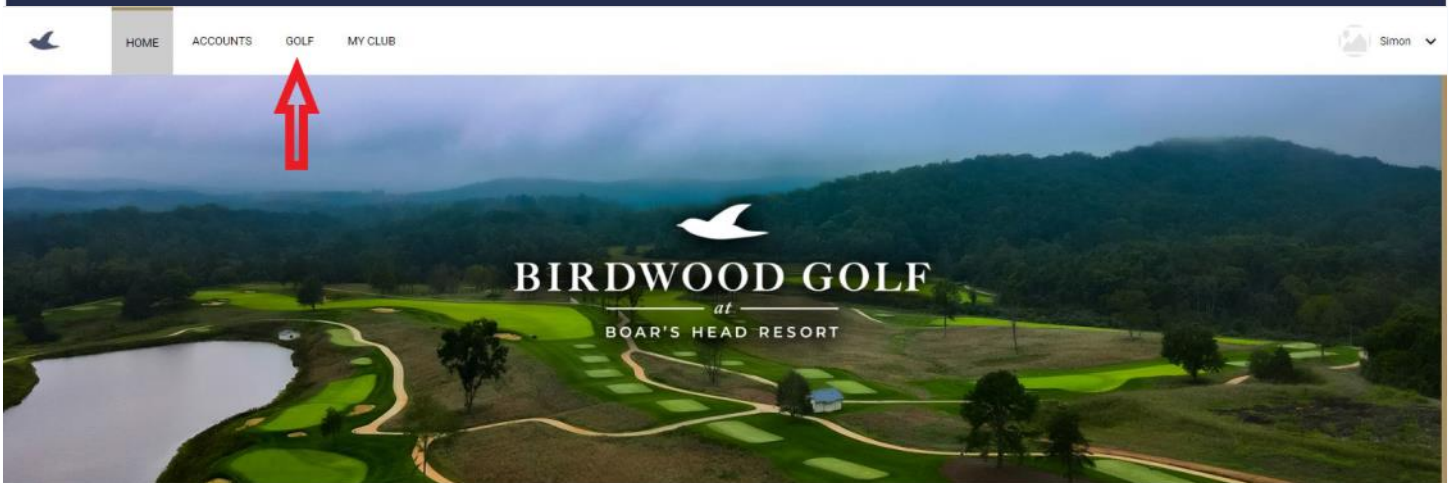 HOME ACCOUNTS GOLF MY CLUB Simon
BIRDWOOD GOLF
at
BOAR'S HEAD RESORT